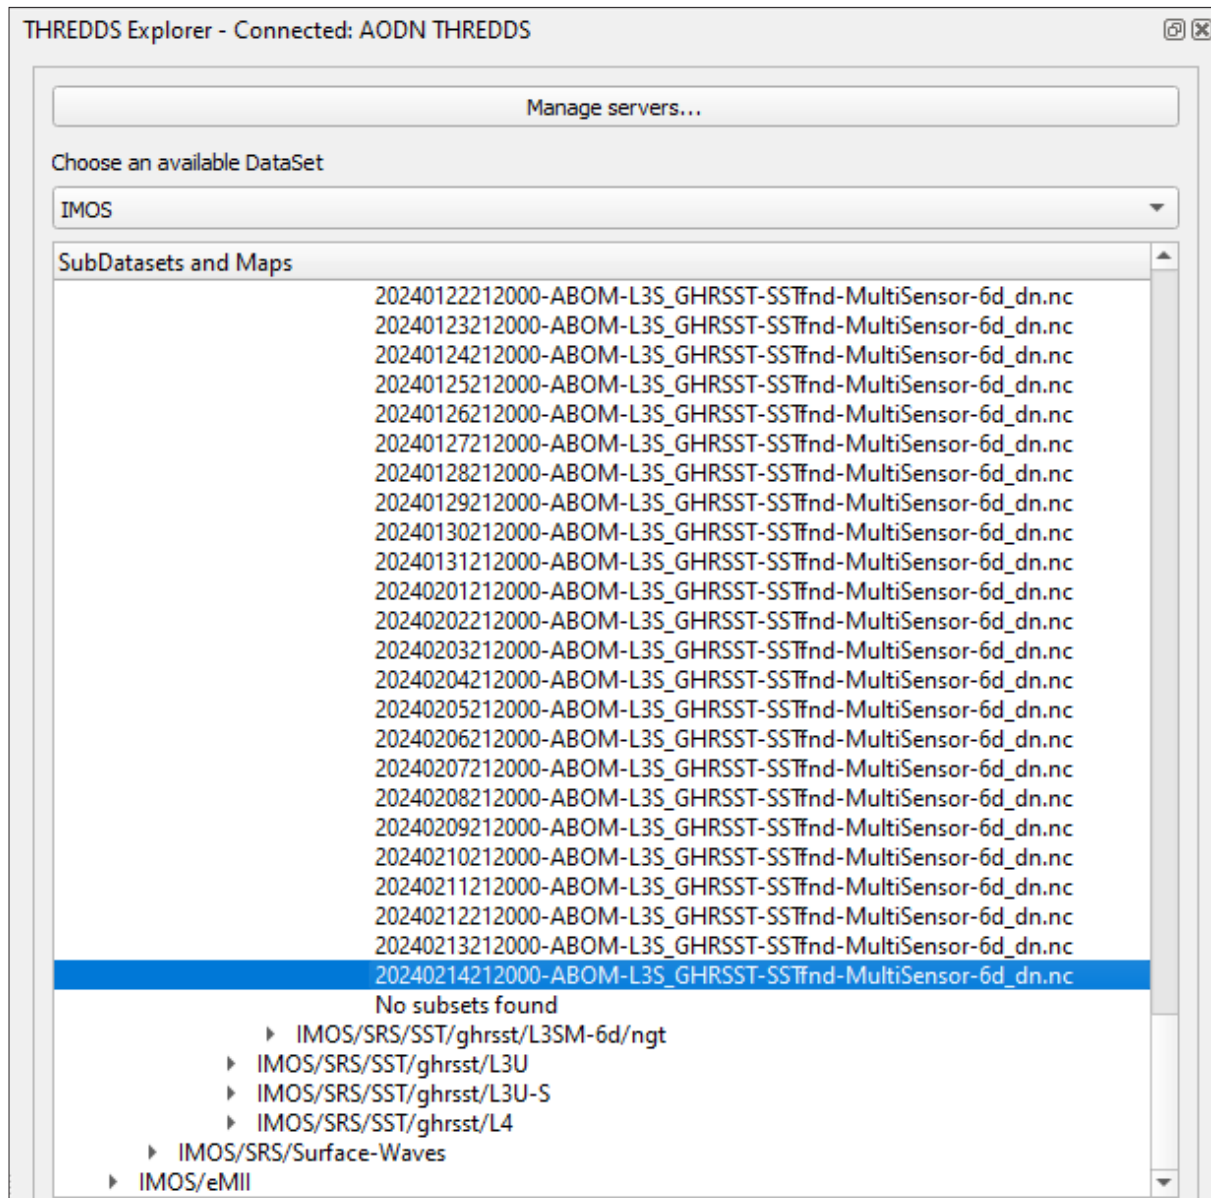 THREDDS Explorer - Connected: AODN THREDDS
Manage servers...
Choose an available DataSet
IMOS
SubDatasets and Maps
20240122212000-ABOM-L3S_GHRSST-SSTfnd-MultiSensor-6d_dn.nc
20240123212000-ABOM-L3S_GHRSST-SSTfnd-MultiSensor-6d_dn.nc
20240124212000-ABOM-L3S_GHRSST-SSTfnd-MultiSensor-6d_dn.nc
20240125212000-ABOM-L3S_GHRSST-SSTfnd-MultiSensor-6d_dn.nc
20240126212000-ABOM-L3S_GHRSST-SSTfnd-MultiSensor-6d_dn.nc
20240127212000-ABOM-L3S_GHRSST-SSTfnd-MultiSensor-6d_dn.nc
20240128212000-ABOM-L3S_GHRSST-SSTfnd-MultiSensor-6d_dn.nc
20240129212000-ABOM-L3S_GHRSST-SSTfnd-MultiSensor-6d_dn.nc
20240130212000-ABOM-L3S_GHRSST-SSTfnd-MultiSensor-6d_dn.nc
20240131212000-ABOM-L3S_GHRSST-SSTfnd-MultiSensor-6d_dn.nc
20240201212000-ABOM-L3S_GHRSST-SSTfnd-MultiSensor-6d_dn.nc
20240202212000-ABOM-L3S_GHRSST-SSTfnd-MultiSensor-6d_dn.nc
20240203212000-ABOM-L3S_GHRSST-SSTfnd-MultiSensor-6d_dn.nc
20240204212000-ABOM-L3S_GHRSST-SSTfnd-MultiSensor-6d_dn.nc
20240205212000-ABOM-L3S_GHRSST-SSTfnd-MultiSensor-6d_dn.nc
20240206212000-ABOM-L3S_GHRSST-SSTfnd-MultiSensor-6d_dn.nc
20240207212000-ABOM-L3S_GHRSST-SSTfnd-MultiSensor-6d_dn.nc
20240208212000-ABOM-L3S_GHRSST-SSTfnd-MultiSensor-6d_dn.nc
20240209212000-ABOM-L3S_GHRSST-SSTfnd-MultiSensor-6d_dn.nc
20240210212000-ABOM-L3S_GHRSST-SSTfnd-MultiSensor-6d_dn.nc
20240211212000-ABOM-L3S_GHRSST-SSTfnd-MultiSensor-6d_dn.nc
20240212212000-ABOM-L3S_GHRSST-SSTfnd-MultiSensor-6d_dn.nc
20240213212000-ABOM-L3S_GHRSST-SSTfnd-MultiSensor-6d_dn.nc
20240214212000-ABOM-L3S_GHRSST-SSTfnd-MultiSensor-6d_dn.nc
No subsets found
IMOS/SRS/SST/ghrsst/L3SM-6d/ngt
IMOS/SRS/SST/ghrsst/L3U
IMOS/SRS/SST/ghrsst/L3U-S
IMOS/SRS/SST/ghrsst/L4
IMOS/SRS/Surface-Waves
IMOS/eMII